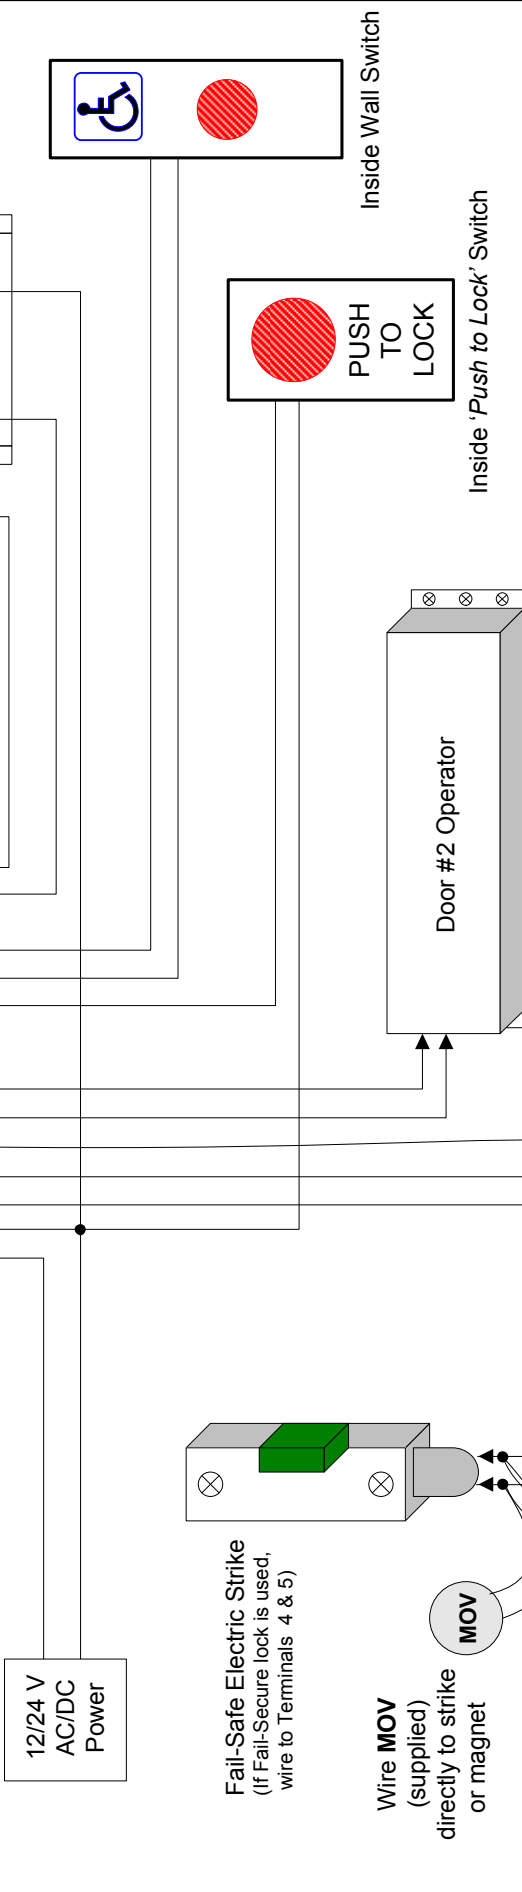 Inside Wall Switch
PUSH
TO
LOCK
Inside ‘Push to Lock’ Switch
Door #2 Operator
12/24 V
AC/DC
Power
Fail-Safe Electric Strike
(If Fail-Secure lock is used,
wire to Terminals 4 & 5)
MOV
Wire MOV
(supplied)
directly to strike
or magnet